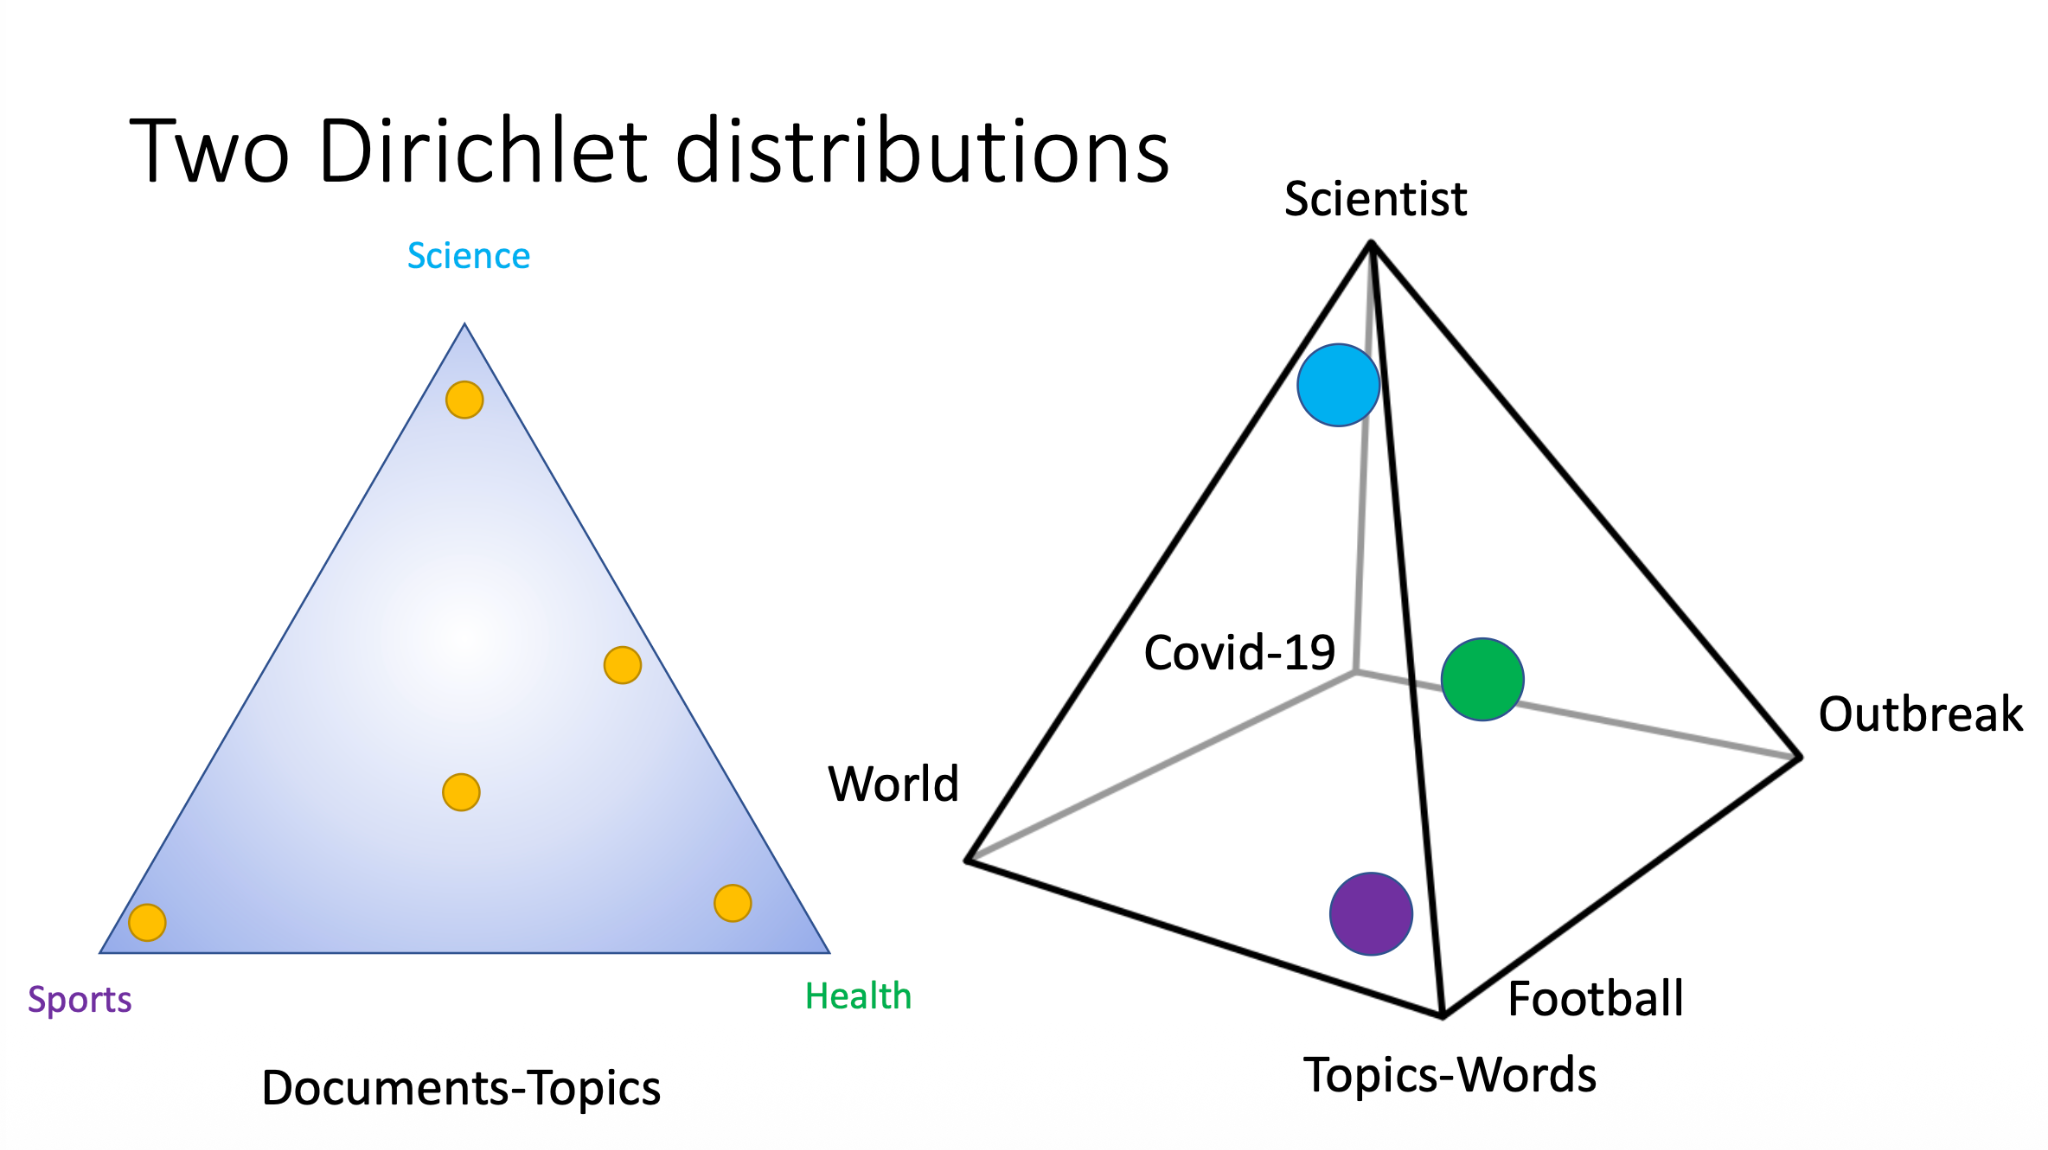 Two Dirichlet distributions
Science
Sports
Health
Documents-Topics
Scientist
Covid-19
World
Outbreak
Football
Topics-Words